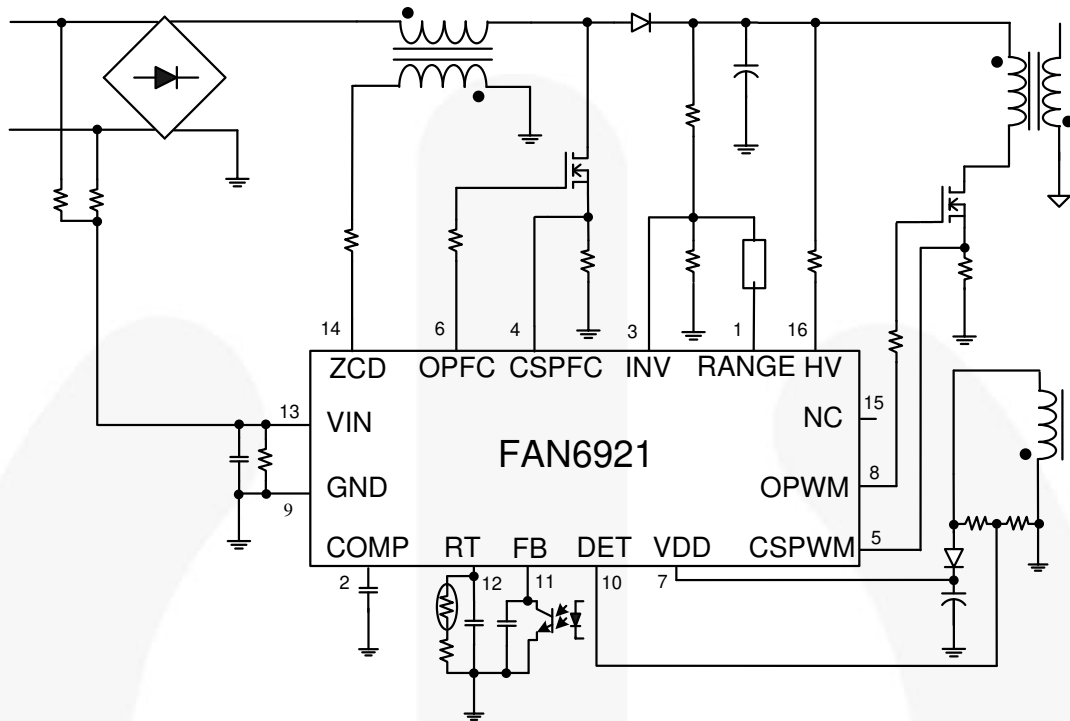 14 6 4 3 1 16
ZCD OPFC CSPFC INV RANGE HV
13 VIN NC 15
FAN6921
GND OPWM 8
9
COMP RT FB DET VDD CSPWM 5
2 12 11 10 7